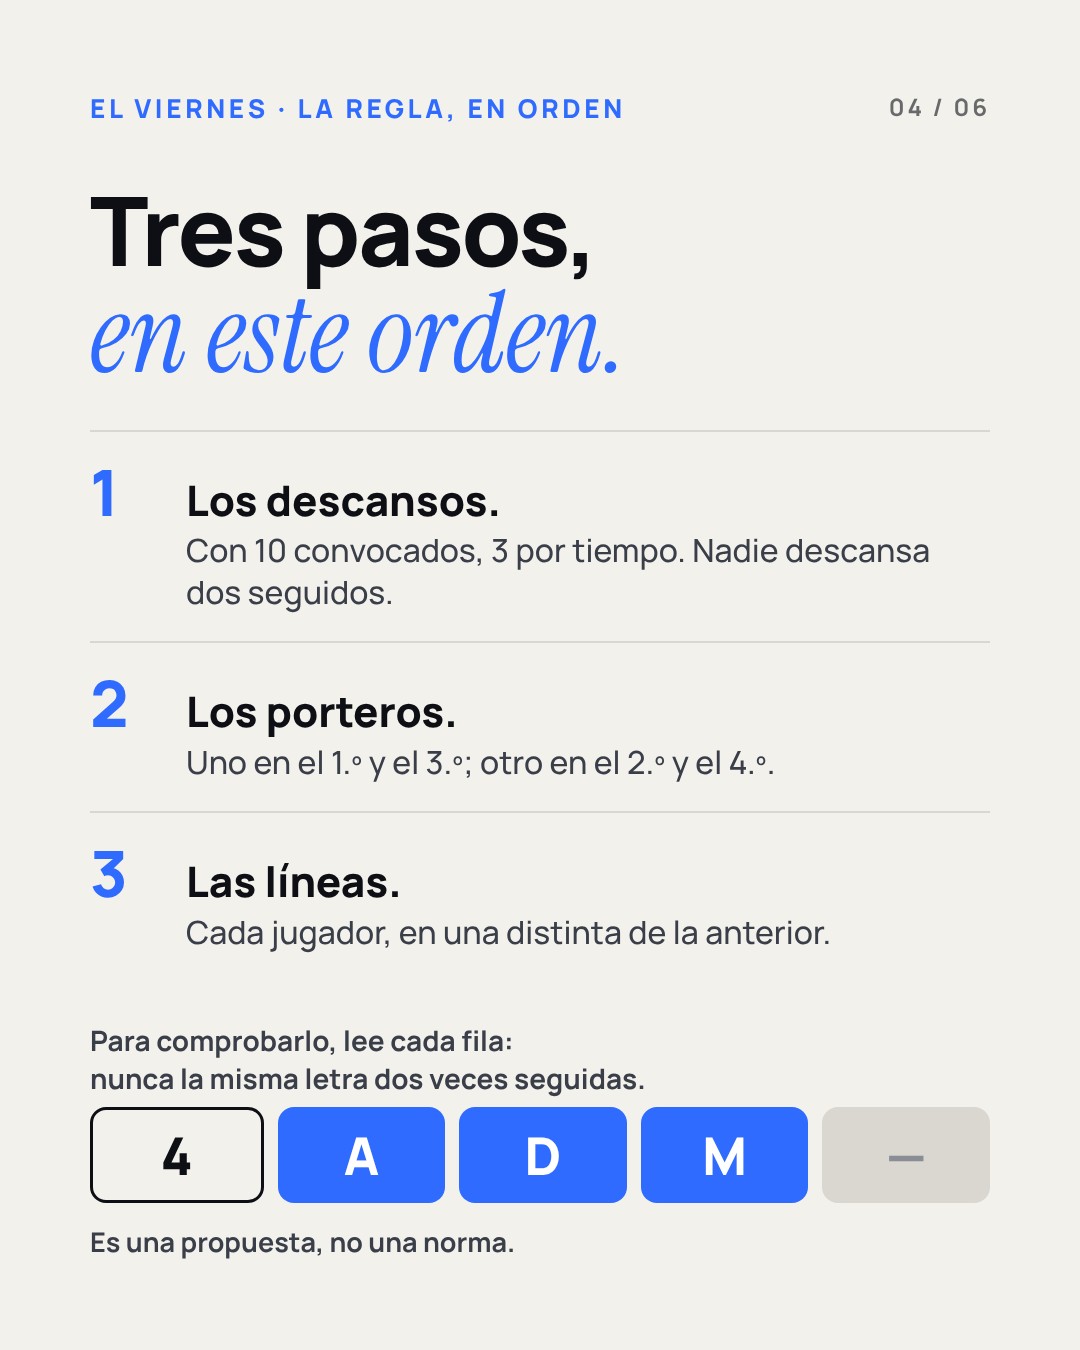 EL VIERNES · LA REGLA, EN ORDEN
04 / 06
Tres pasos,
en este orden.
1
Los descansos.
Con 10 convocados, 3 por tiempo. Nadie descansa
dos seguidos.
2
Los porteros.
Uno en el 1.º y el 3.º; otro en el 2.º y el 4.º.
3
Las líneas.
Cada jugador, en una distinta de la anterior.
Para comprobarlo, lee cada fila:
nunca la misma letra dos veces seguidas.
4 A D M —
Es una propuesta, no una norma.